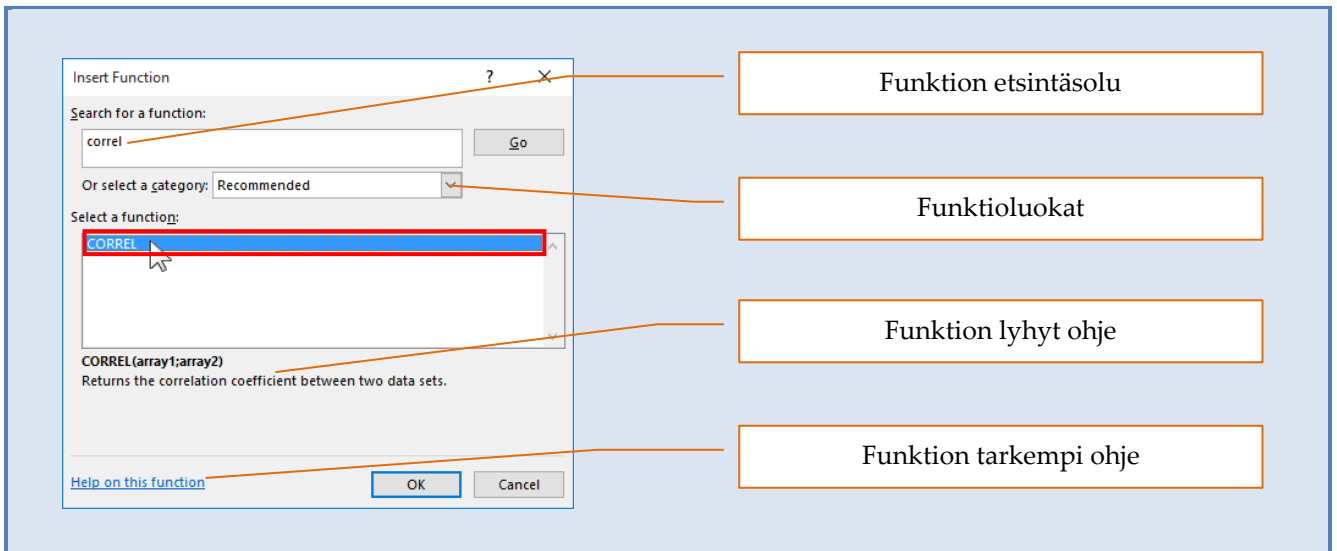 Insert Function
?
X
Search for a function:
correl
Go
Or select a category: Recommended
Select a function:
CORREL
CORREL(array1;array2)
Returns the correlation coefficient between two data sets.
Help on this function
OK
Cancel
Funktion etsintäsolu
Funktioluokat
Funktion lyhyt ohje
Funktion tarkempi ohje